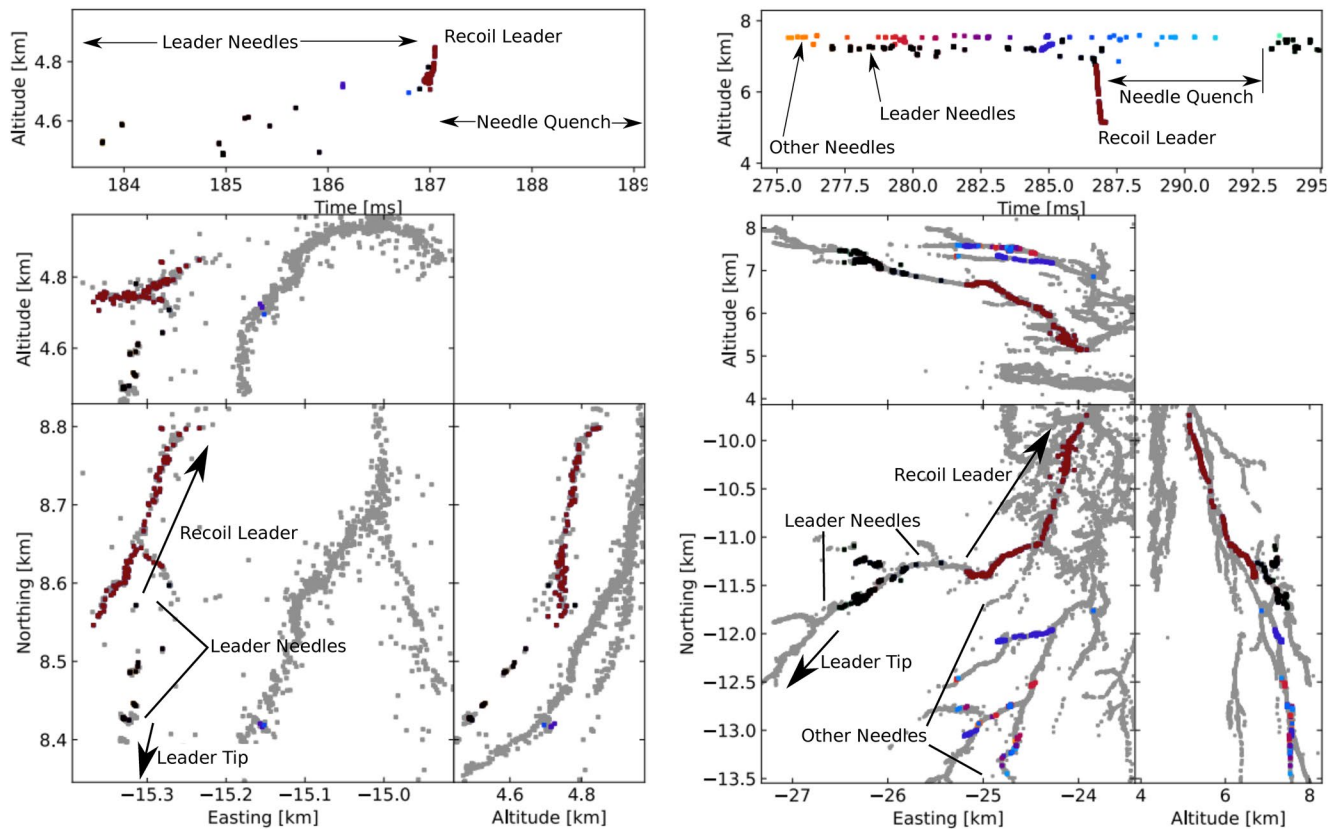 Altitude [km]
4.8
4.6
Leader Needles
Recoil Leader
Needle Quench
184
185
186
187
188
189
Time [ms]
Altitude [km]
4.8
4.6
Northing [km]
8.8
8.7
8.6
8.5
8.4
Recoil Leader
Leader Needles
Leader Tip
−15.3
−15.2
−15.1
−15.0
Easting [km]
4.6
4.8
Altitude [km]
Altitude [km]
8
6
4
Leader Needles
Other Needles
Recoil Leader
Needle Quench
275.0
277.5
280.0
282.5
285.0
287.5
290.0
292.5
295
Time [ms]
Altitude [km]
8
7
6
5
4
Northing [km]
−10.0
−10.5
−11.0
−11.5
−12.0
−12.5
−13.0
−13.5
Recoil Leader
Leader Needles
Leader Tip
Other Needles
−27
−26
−25
−24
Easting [km]
4
6
8
Altitude [km]